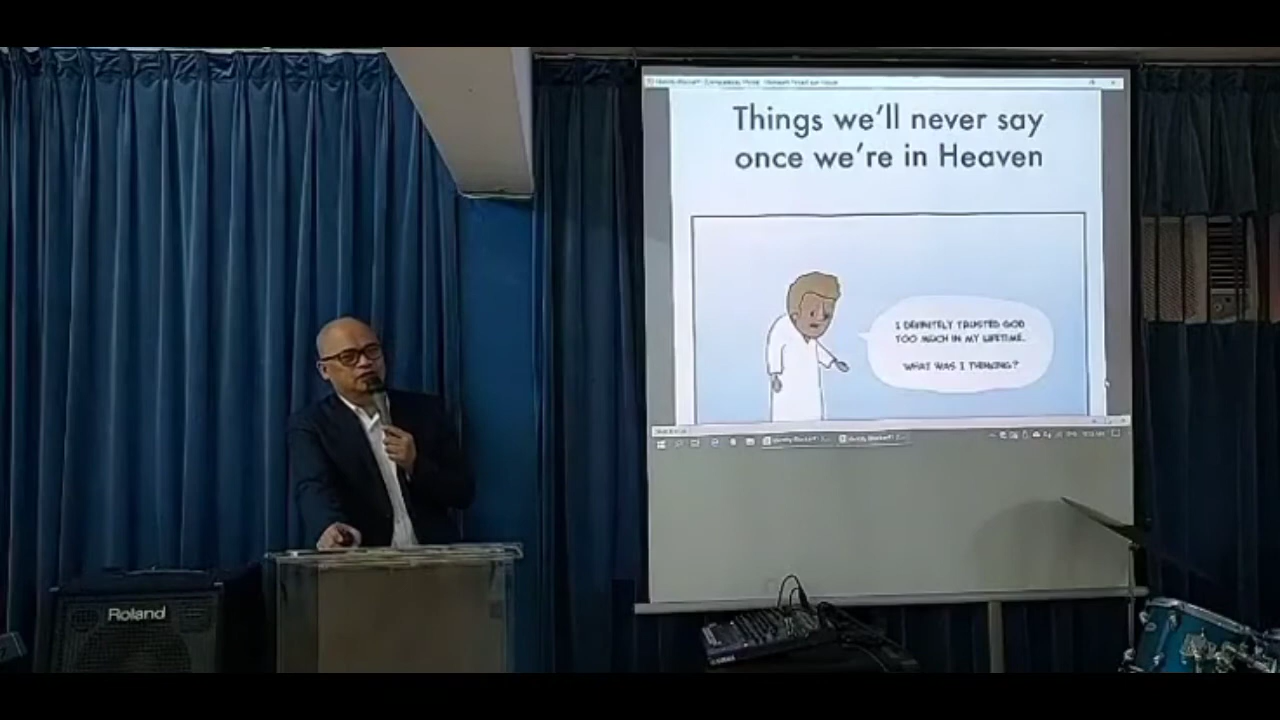 Things we'll never say
once we're in Heaven
I DEFINITELY TRUSTED GOD
TOO MUCH IN MY LIFETIME.
WHAT WAS I THINKING?
Roland